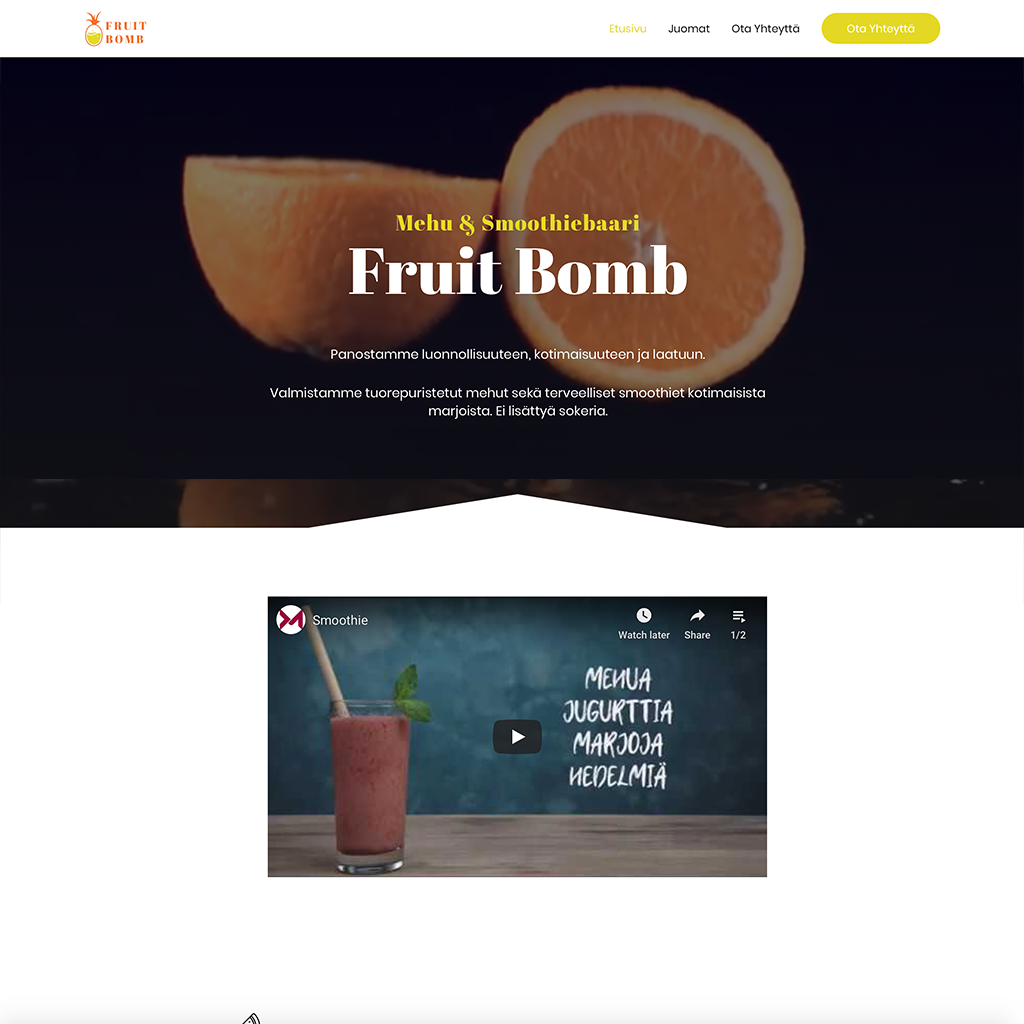 FRUIT
BOMB
Etusivu
Juomat
Ota Yhteyttä
Ota Yhteyttä
Mehu & Smoothiebaari
Fruit Bomb
Panostamme luonnollisuuteen, kotimaisuuteen ja laatuun.
Valmistamme tuorepuristetut mehut sekä terveelliset smoothiet kotimaisista
marjoista. Ei lisättyä sokeria.
Smoothie
Watch later
Share
1/2
MEHUA
JUGURTTIA
MARJOJA
HEDELMIÄ